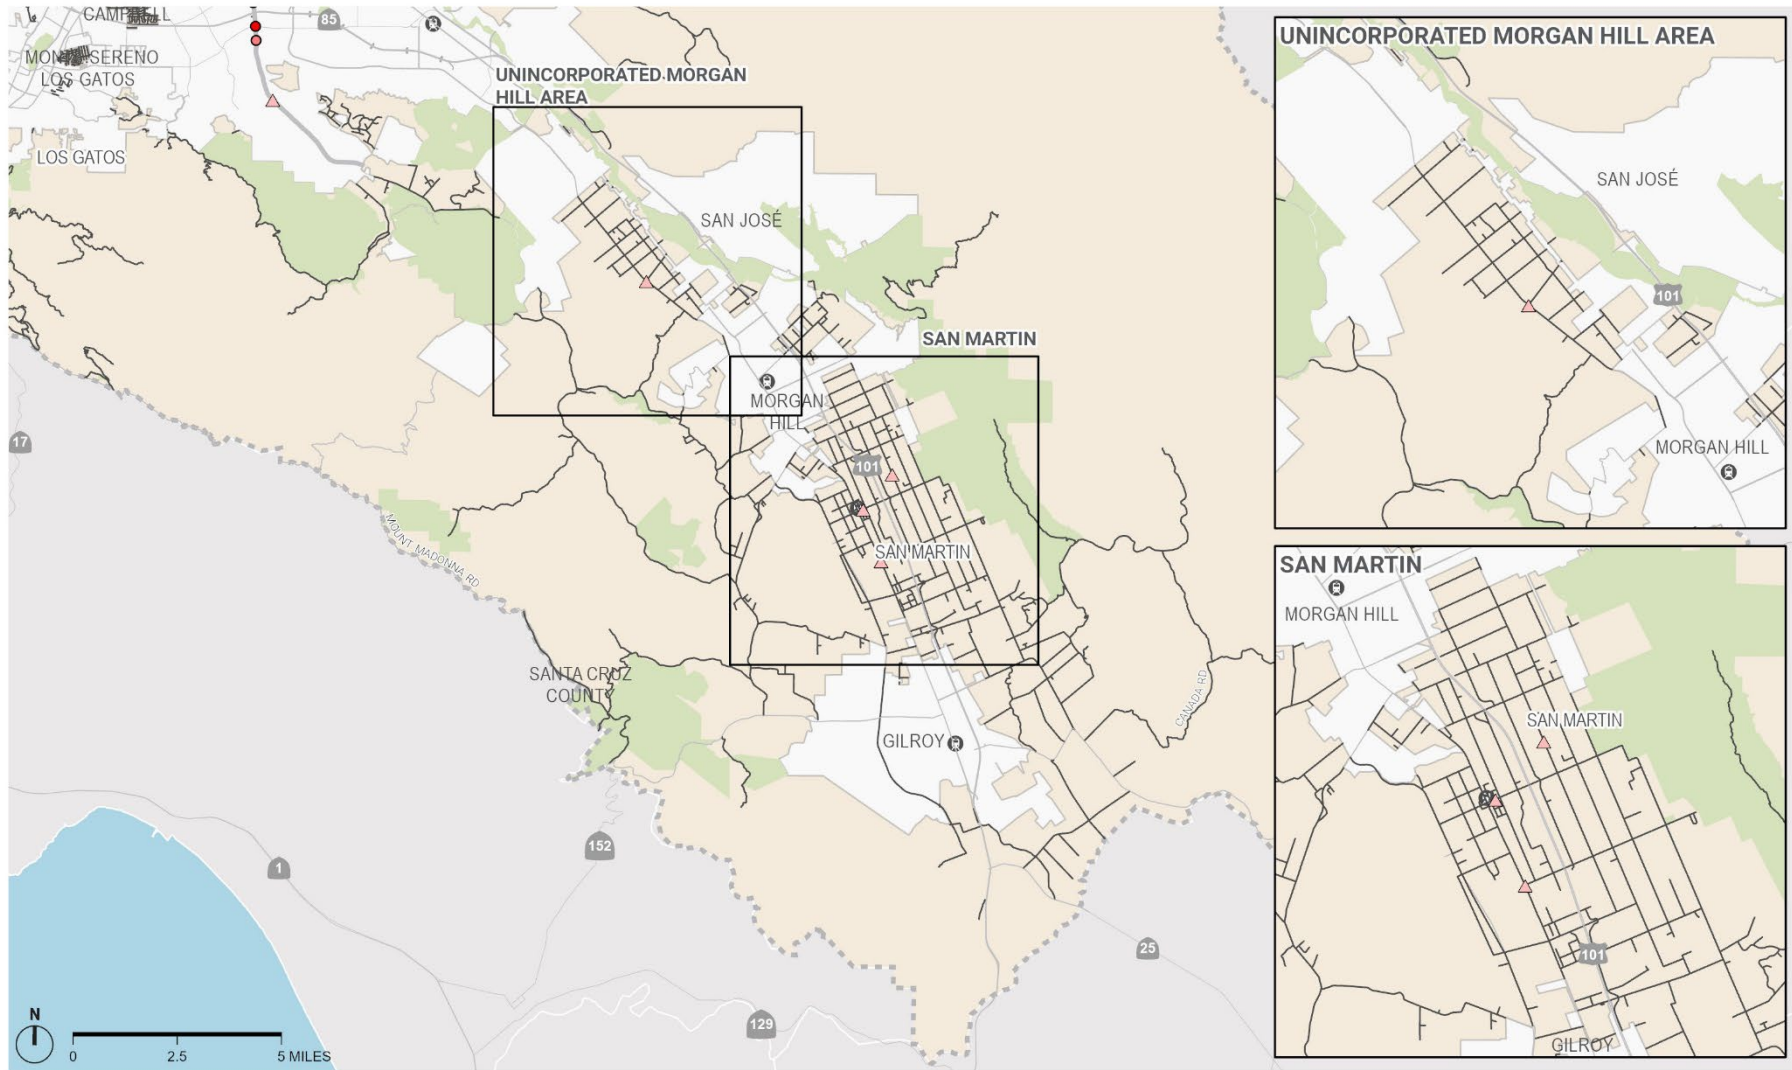 CAMPBELL
85
MONTE SERENO
LOS GATOS
LOS GATOS
UNINCORPORATED MORGAN
HILL AREA
SAN JOSÉ
SAN MARTIN
MORGAN
HILL
101
SAN MARTIN
17
MOUNT MADONNA RD
SANTA CRUZ
COUNTY
CANADA RD
GILROY
152
1
25
129
N
0
2.5
5 MILES
UNINCORPORATED MORGAN HILL AREA
SAN JOSÉ
101
MORGAN HILL
SAN MARTIN
MORGAN HILL
SAN MARTIN
101
GILROY